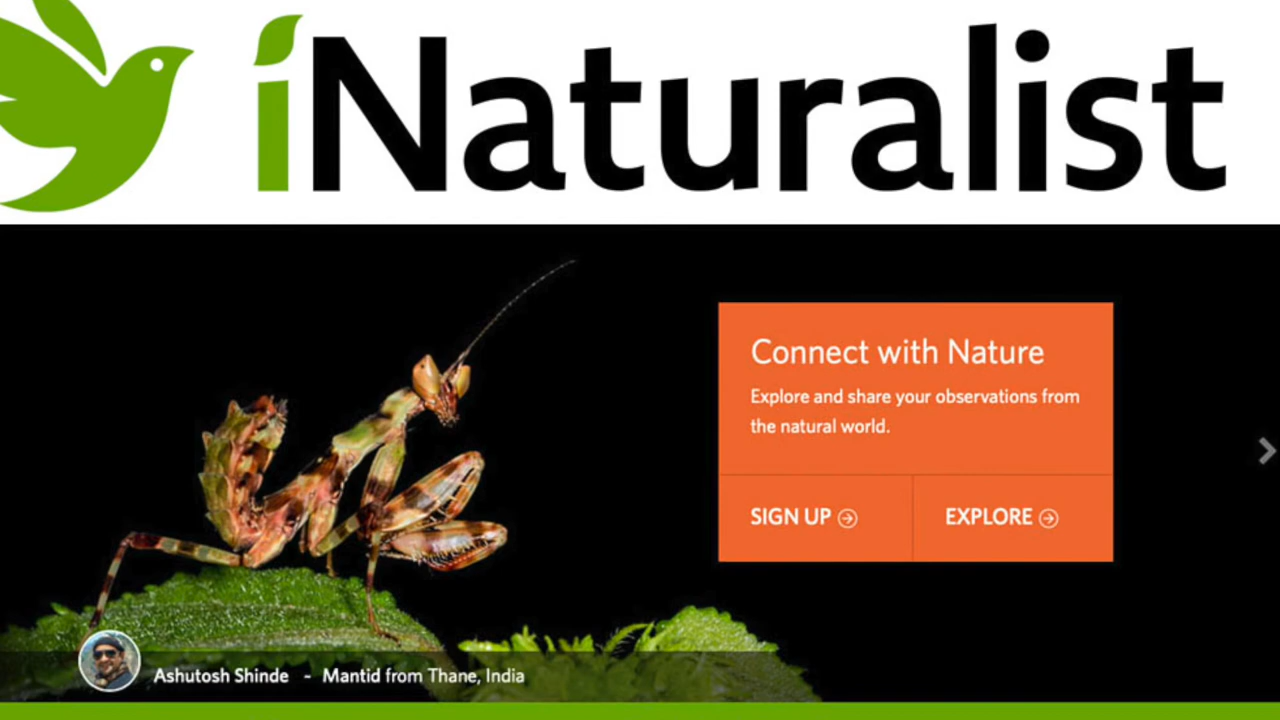 iNaturalist
Connect with Nature
Explore and share your observations from
the natural world.
SIGN UP
EXPLORE
Ashutosh Shinde - Mantid from Thane, India